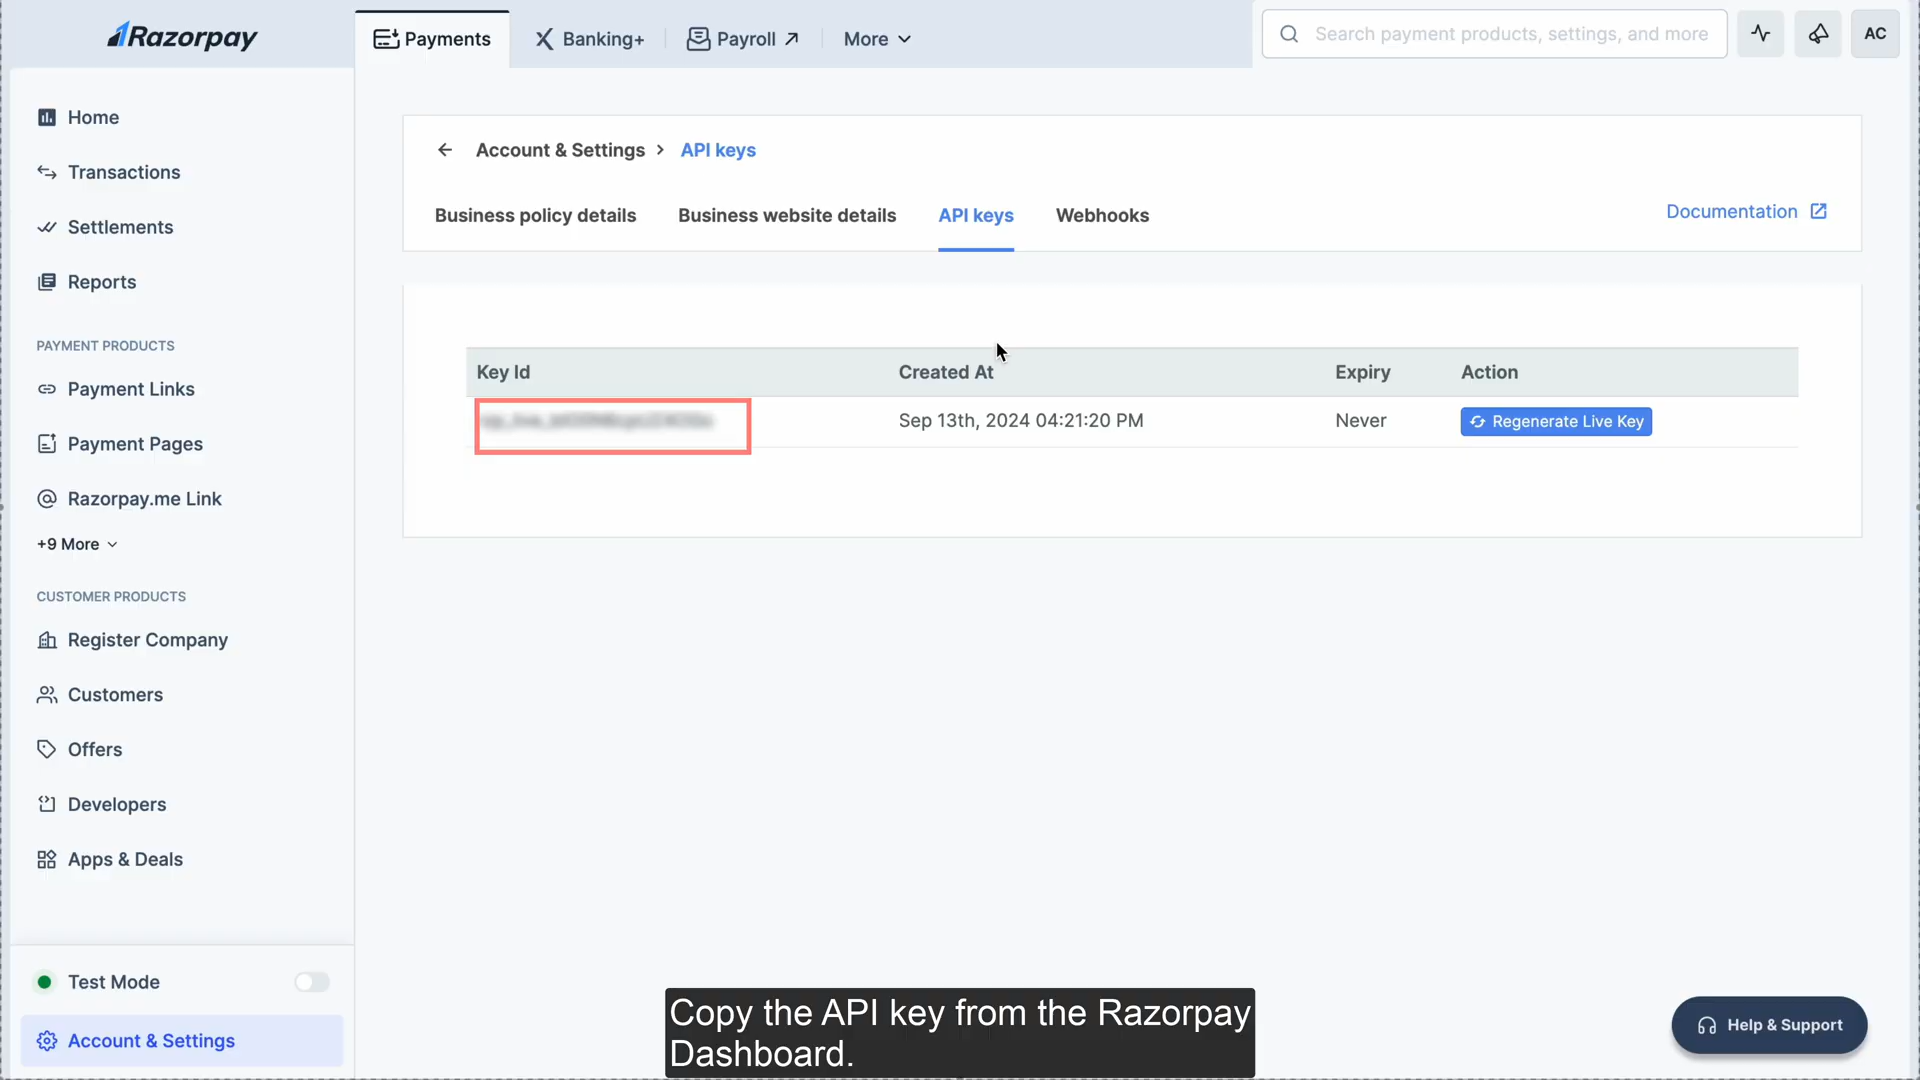 Razorpay
Payments
Banking+
Payroll
More
Search payment products, settings, and more
AC
Home
Transactions
Settlements
Reports
PAYMENT PRODUCTS
Payment Links
Payment Pages
Razorpay.me Link
+9 More
CUSTOMER PRODUCTS
Register Company
Customers
Offers
Developers
Apps & Deals
Test Mode
Account & Settings
Account & Settings > API keys
Business policy details
Business website details
API keys
Webhooks
Documentation
Key Id
Created At
Expiry
Action
Sep 13th, 2024 04:21:20 PM
Never
Regenerate Live Key
Copy the API key from the Razorpay
Dashboard.
Help & Support